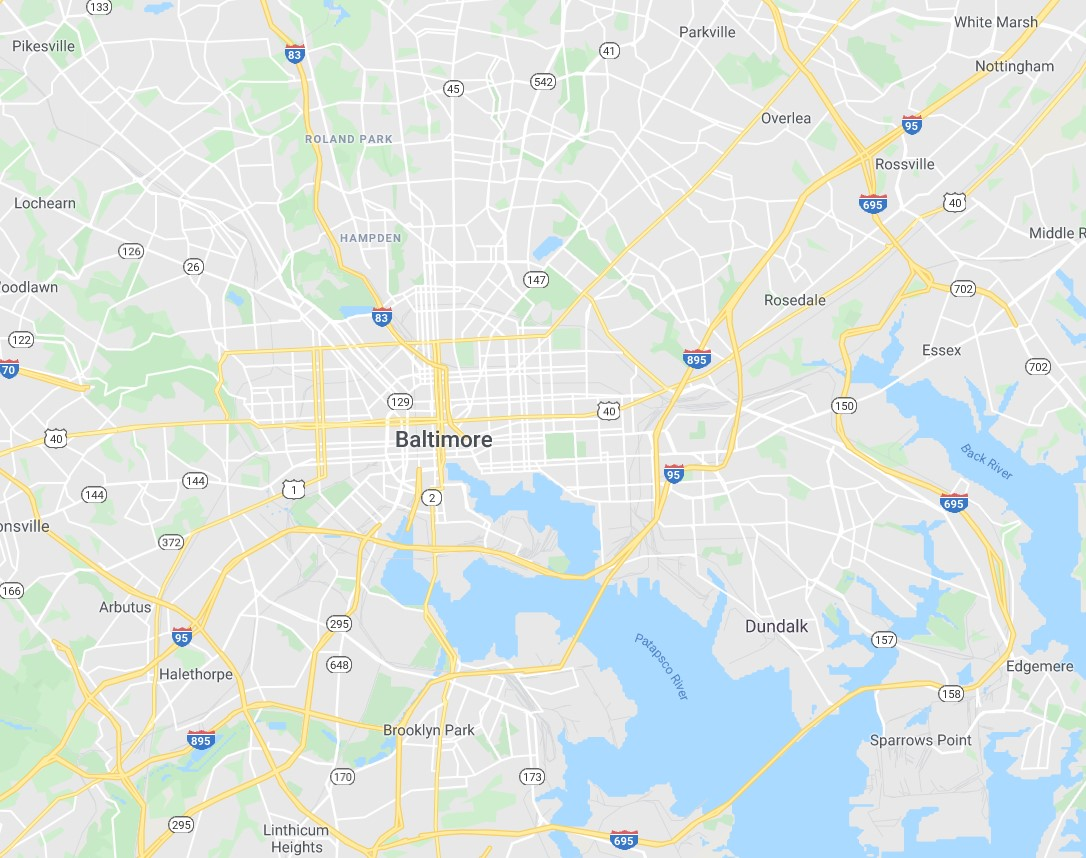 133
White Marsh
Parkville
Pikesville
41
83
Nottingham
542
45
Overlea
95
ROLAND PARK
Rossville
Lochearn
695
40
Middle R
HAMPDEN
126
26
147
oodlawn
702
Rosedale
83
122
Essex
895
70
702
129
150
40
Baltimore
40
Back River
95
144
1
144
2
695
onsville
372
166
Arbutus
295
Dundalk
95
157
Patapsco River
648
Edgemere
Halethorpe
158
Brooklyn Park
895
Sparrows Point
170
173
295
Linthicum
Heights
695